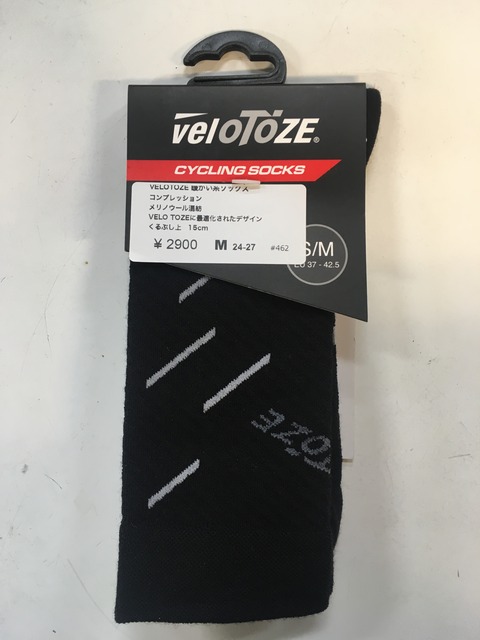 veloToze®
CYCLING SOCKS
VELOTOZE 暖かい系ソックス
コンプレッション
メリノウール混紡
VELO TOZEに最適化されたデザイン
くるぶし上 15cm
¥2900 M 24-27 #462
S/M
EU 37 - 42.5
TOZE